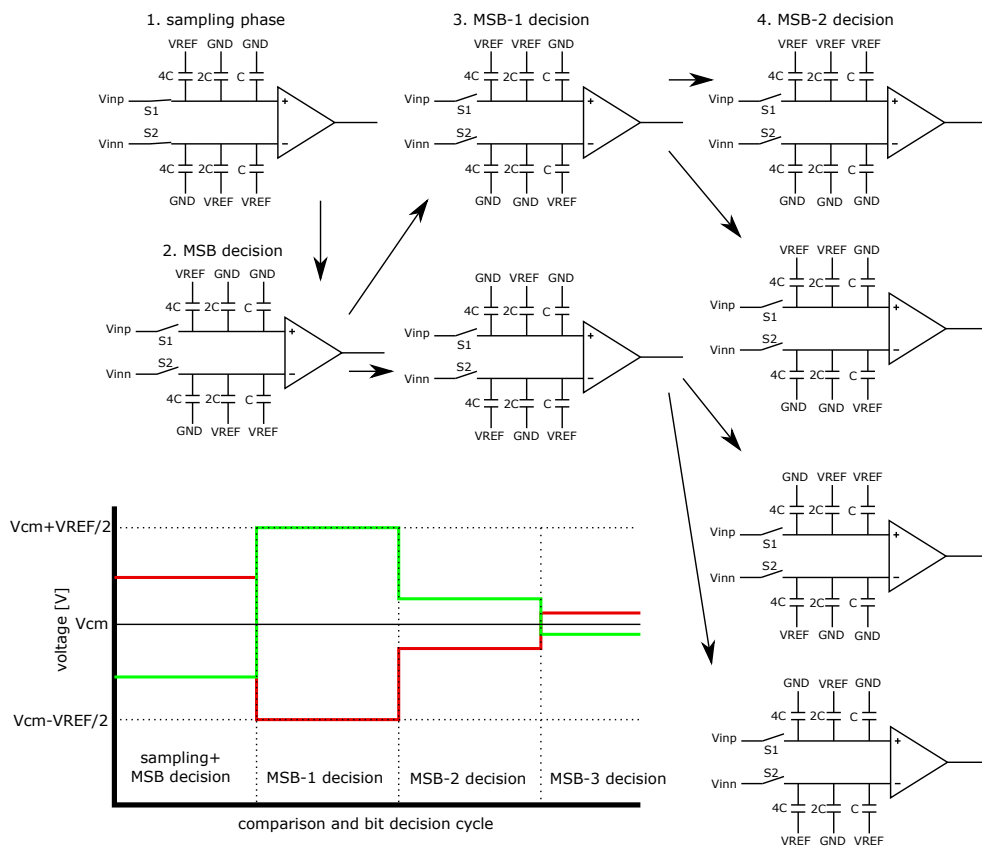 1. sampling phase
VREF GND GND
4C 2C C
Vinp
S1
S2
Vinn
+
−
4C 2C C
GND VREF VREF
2. MSB decision
VREF GND GND
4C 2C C
Vinp
S1
S2
Vinn
+
−
4C 2C C
GND VREF VREF
3. MSB-1 decision
VREF VREF GND
4C 2C C
Vinp
S1
S2
Vinn
+
−
4C 2C C
GND GND VREF
GND VREF GND
4C 2C C
Vinp
S1
S2
Vinn
+
−
4C 2C C
VREF GND VREF
4. MSB-2 decision
VREF VREF VREF
4C 2C C
Vinp
S1
S2
Vinn
+
−
4C 2C C
GND GND GND
VREF VREF GND
4C 2C C
Vinp
S1
S2
Vinn
+
−
4C 2C C
GND GND VREF
GND VREF VREF
4C 2C C
Vinp
S1
S2
Vinn
+
−
4C 2C C
VREF GND GND
GND VREF GND
4C 2C C
Vinp
S1
S2
Vinn
+
−
4C 2C C
VREF GND VREF
voltage [V]
Vcm+VREF/2
Vcm
Vcm-VREF/2
sampling+
MSB decision
MSB-1 decision
MSB-2 decision
MSB-3 decision
comparison and bit decision cycle